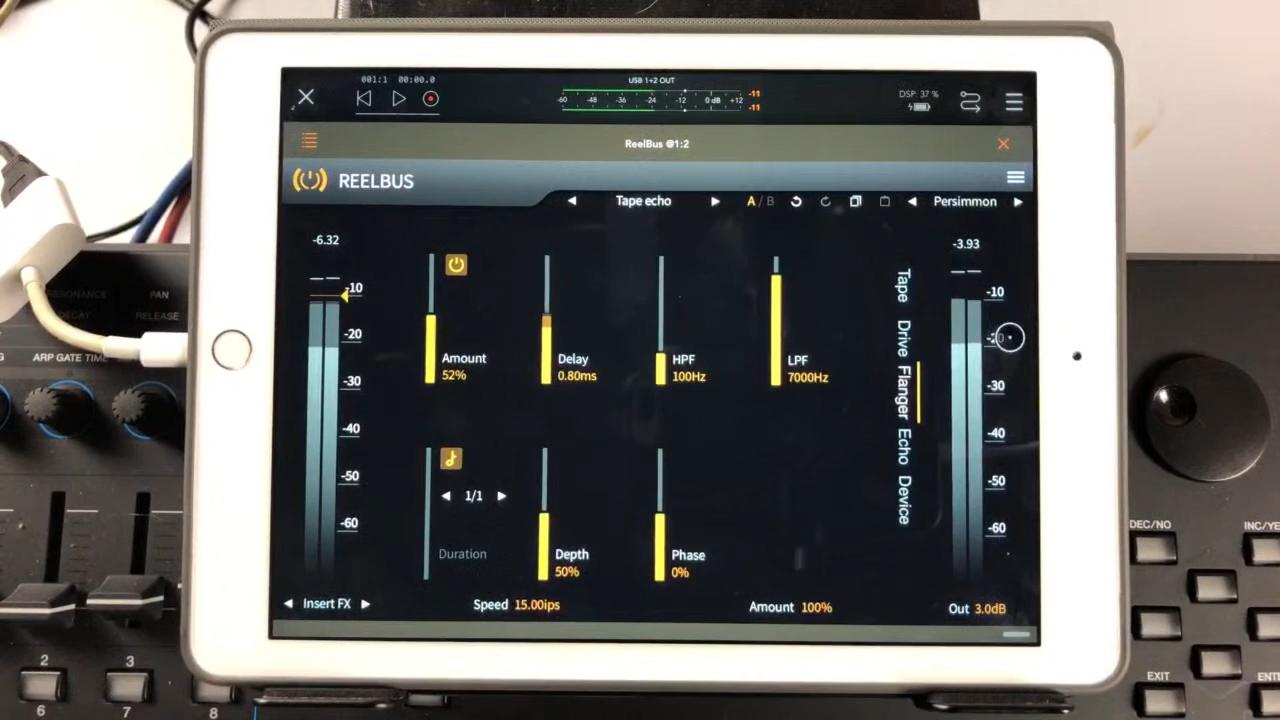 001:1 00:00.0
USB 1+2 OUT
-60 -48 -36 -24 -12 0 dB +12
-11
-11
DSP: 37 %
ReelBus @1:2
REELBUS
Tape echo
A / B
Persimmon
-6.32
-3.93
-10
-20
-30
-40
-50
-60
Amount
52%
Delay
0.80ms
HPF
100Hz
LPF
7000Hz
1/1
Duration
Depth
50%
Phase
0%
Tape
Drive
Flanger
Echo
Device
-10
-20
-30
-40
-50
-60
Insert FX
Speed 15.00ips
Amount 100%
Out 3.0dB
RESONANCE
PAN
DECAY
RELEASE
ARP GATE TIME
2
3
6
7
8
DEC/NO
INC/YE
EXIT
ENTE